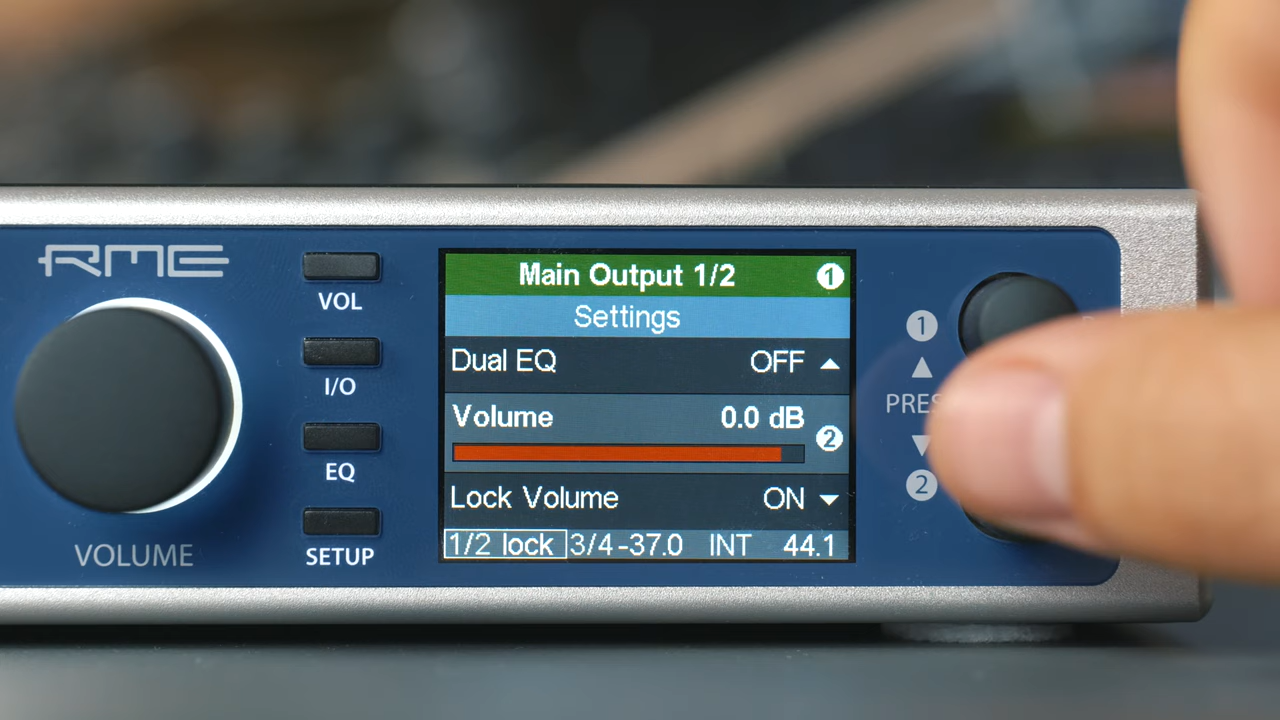 RME
VOL
I/O
EQ
SETUP
VOLUME
Main Output 1/2 1
Settings
Dual EQ OFF
Volume 0.0 dB
2
Lock Volume ON
1/2 lock 3/4 -37.0 INT 44.1
1
2